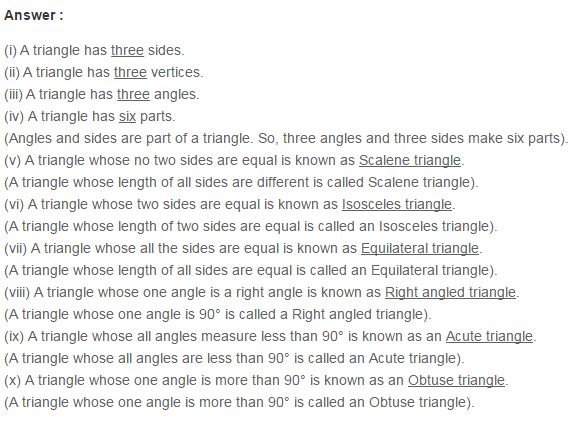 Answer :
(i) A triangle has three sides.
(ii) A triangle has three vertices.
(iii) A triangle has three angles.
(iv) A triangle has six parts.
(Angles and sides are part of a triangle. So, three angles and three sides make six parts).
(v) A triangle whose no two sides are equal is known as Scalene triangle.
(A triangle whose length of all sides are different is called Scalene triangle).
(vi) A triangle whose two sides are equal is known as Isosceles triangle.
(A triangle whose length of two sides are equal is called an Isosceles triangle).
(vii) A triangle whose all the sides are equal is known as Equilateral triangle.
(A triangle whose length of all sides are equal is called an Equilateral triangle).
(viii) A triangle whose one angle is a right angle is known as Right angled triangle.
(A triangle whose one angle is 90° is called a Right angled triangle).
(ix) A triangle whose all angles measure less than 90° is known as an Acute triangle.
(A triangle whose all angles are less than 90° is called an Acute triangle).
(x) A triangle whose one angle is more than 90° is known as an Obtuse triangle.
(A triangle whose one angle is more than 90° is called an Obtuse triangle).